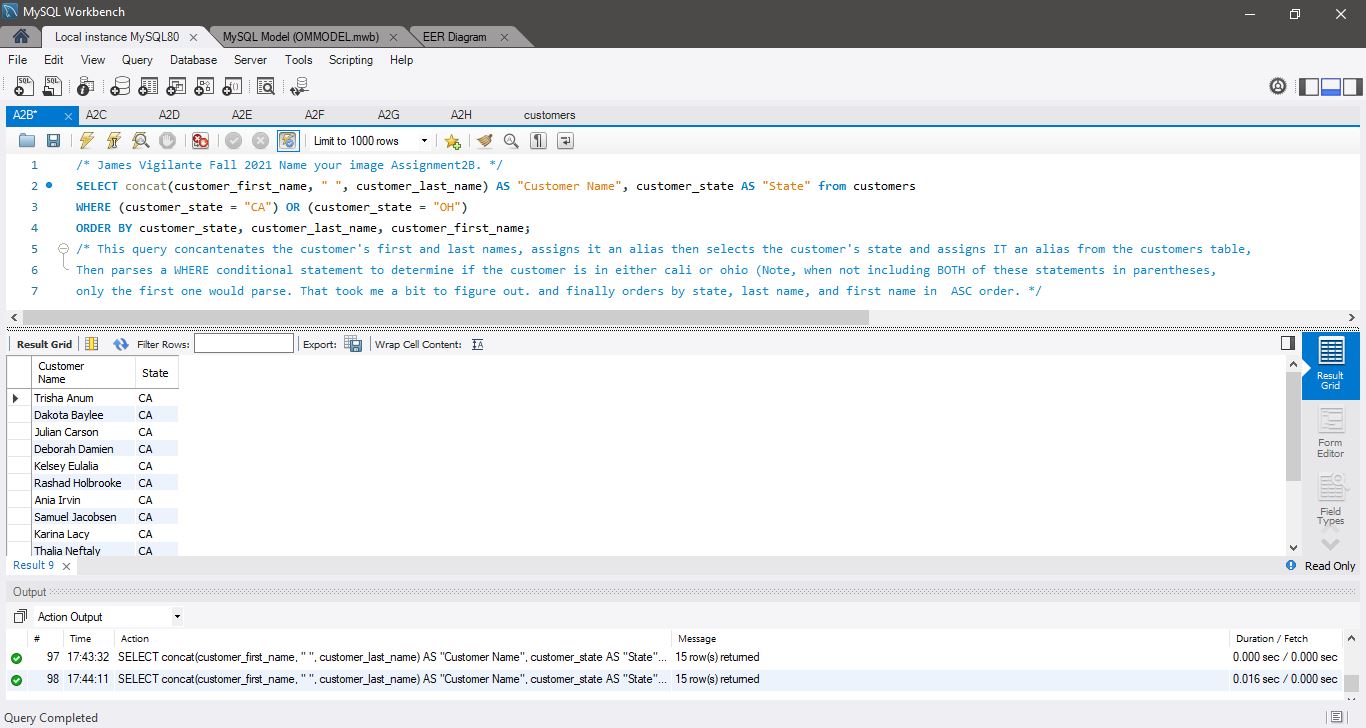 MySQL Workbench
Local instance MySQL80 MySQL Model (OMMODEL.mwb) EER Diagram
File Edit View Query Database Server Tools Scripting Help
A2B* A2C A2D A2E A2F A2G A2H customers
Limit to 1000 rows
1 /* James Vigilante Fall 2021 Name your image Assignment2B. */
2 SELECT concat(customer_first_name, " ", customer_last_name) AS "Customer Name", customer_state AS "State" from customers
3 WHERE (customer_state = "CA") OR (customer_state = "OH")
4 ORDER BY customer_state, customer_last_name, customer_first_name;
5 /* This query concantenates the customer's first and last names, assigns it an alias then selects the customer's state and assigns IT an alias from the customers table,
6 Then parses a WHERE conditional statement to determine if the customer is in either cali or ohio (Note, when not including BOTH of these statements in parentheses,
7 only the first one would parse. That took me a bit to figure out. and finally orders by state, last name, and first name in  ASC order. */
Result Grid Filter Rows: Export: Wrap Cell Content:
Customer
Name State
Trisha Anum CA
Dakota Baylee CA
Julian Carson CA
Deborah Damien CA
Kelsey Eulalia CA
Rashad Holbrooke CA
Ania Irvin CA
Samuel Jacobsen CA
Karina Lacy CA
Thalia Neftaly CA
Result
Grid
Form
Editor
Field
Types
Result 9 Read Only
Output
Action Output
# Time Action Message Duration / Fetch
97 17:43:32 SELECT concat(customer_first_name, " ", customer_last_name) AS "Customer Name", customer_state AS "State"... 15 row(s) returned 0.000 sec / 0.000 sec
98 17:44:11 SELECT concat(customer_first_name, " ", customer_last_name) AS "Customer Name", customer_state AS "State"... 15 row(s) returned 0.016 sec / 0.000 sec
Query Completed